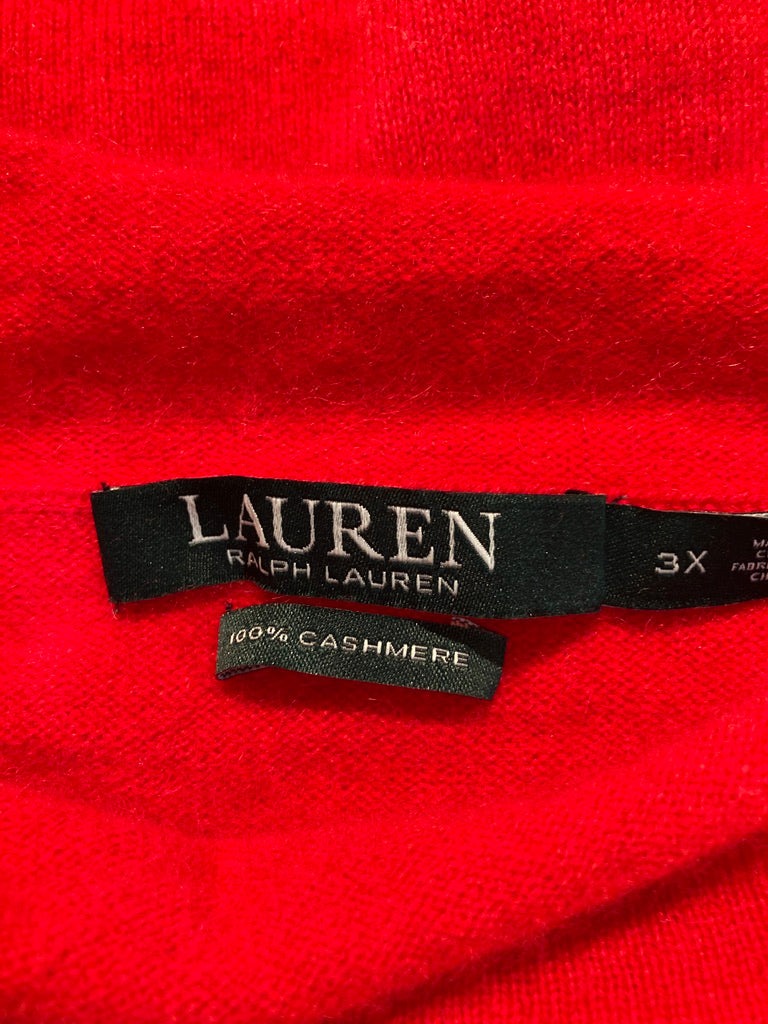 LAUREN
RALPH LAUREN
3X
100% CASHMERE